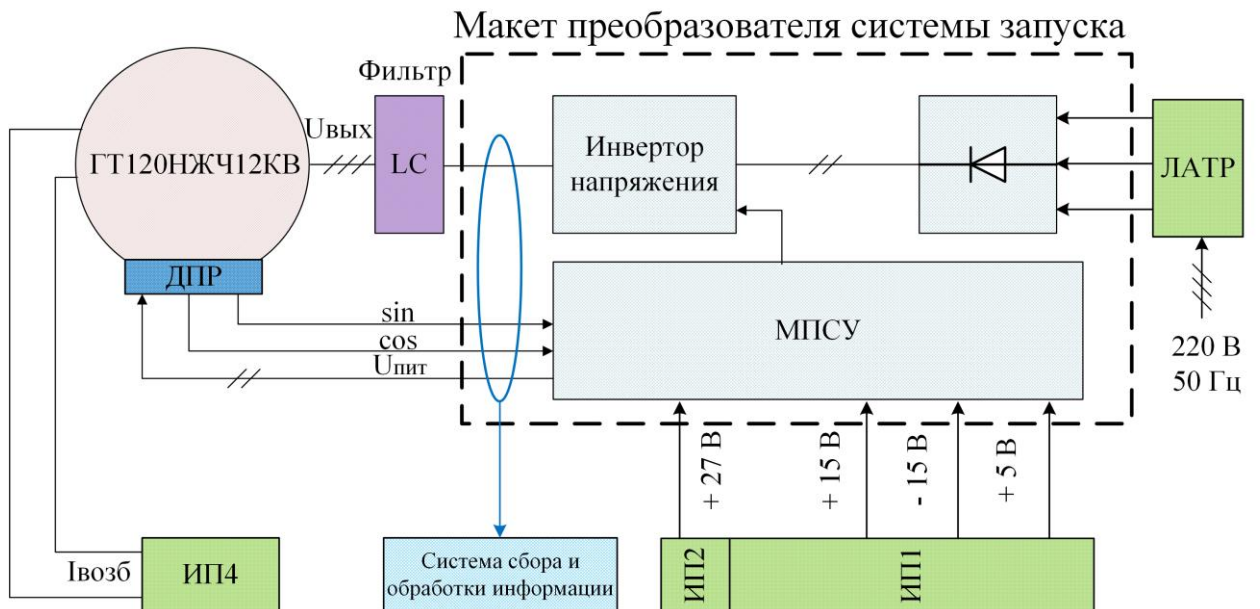 Макет преобразователя системы запуска
Фильтр
Uвых
ГТ120НЖЧ12КВ
LC
Инвертор
напряжения
ЛАТР
ДПР
sin
cos
Uпит
МПСУ
220 В
50 Гц
+ 27 В
+ 15 В
- 15 В
+ 5 В
Iвозб
ИП4
Система сбора и
обработки информации
ИП2
ИП1